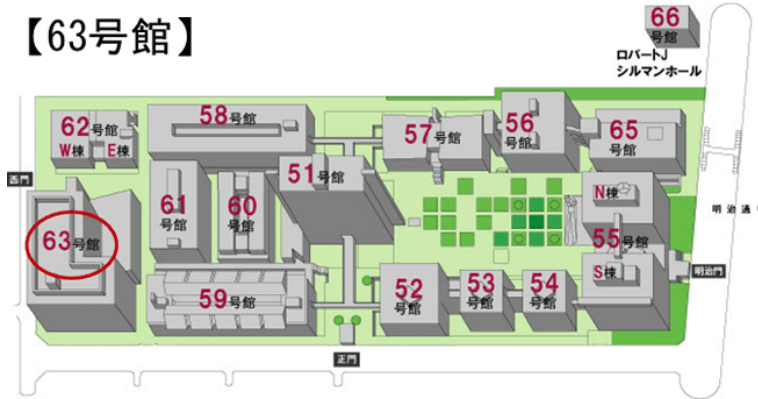 【63号館】
66
号館
ロバートJ
シルマンホール
62号館
W棟 E棟
58号館
57号館
56
号館
65
号館
西門
51号館
61
号館
60
号館
N棟
明治通り
63号館
55号館
S棟
明治門
59号館
52
号館
53
号館
54
号館
正門